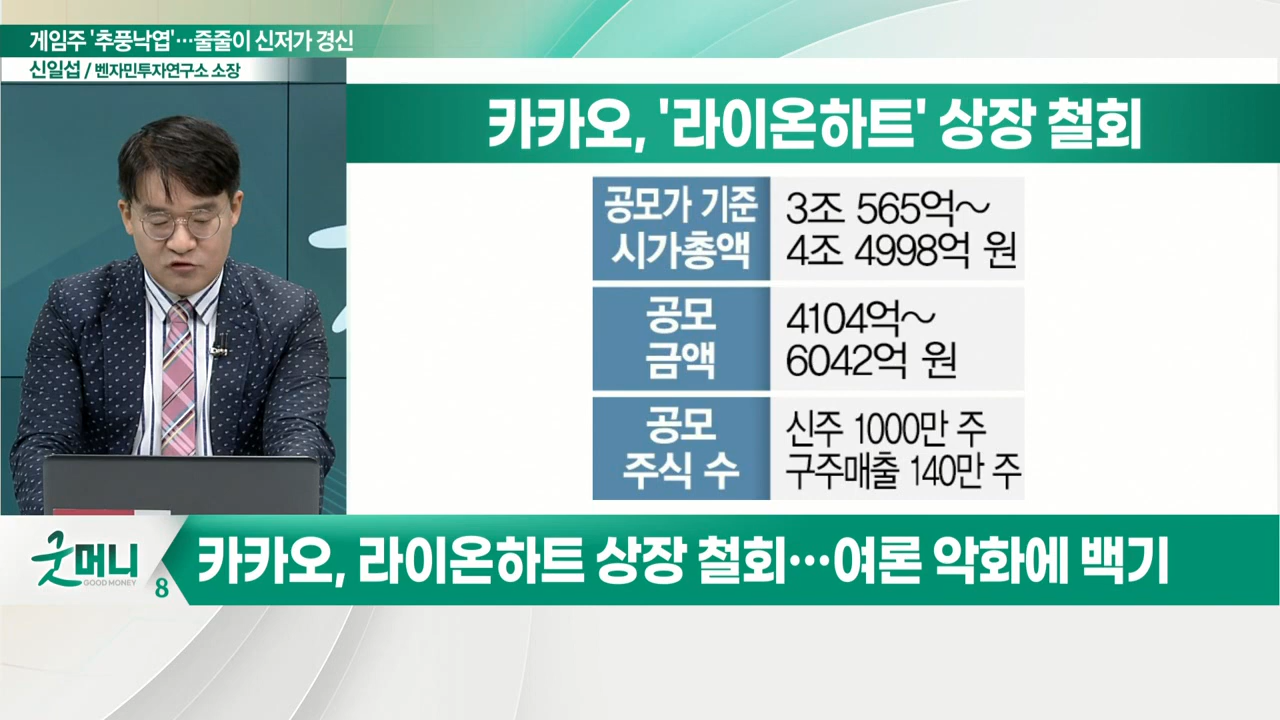 게임주 '추풍낙엽'…줄줄이 신저가 경신
신일섭 / 벤자민투자연구소 소장
카카오, '라이온하트' 상장 철회
공모가 기준
시가총액
3조 565억~
4조 4998억 원
공모
금액
4104억~
6042억 원
공모
주식 수
신주 1000만 주
구주매출 140만 주
굿머니
GOOD MONEY
8
카카오, 라이온하트 상장 철회…여론 악화에 백기